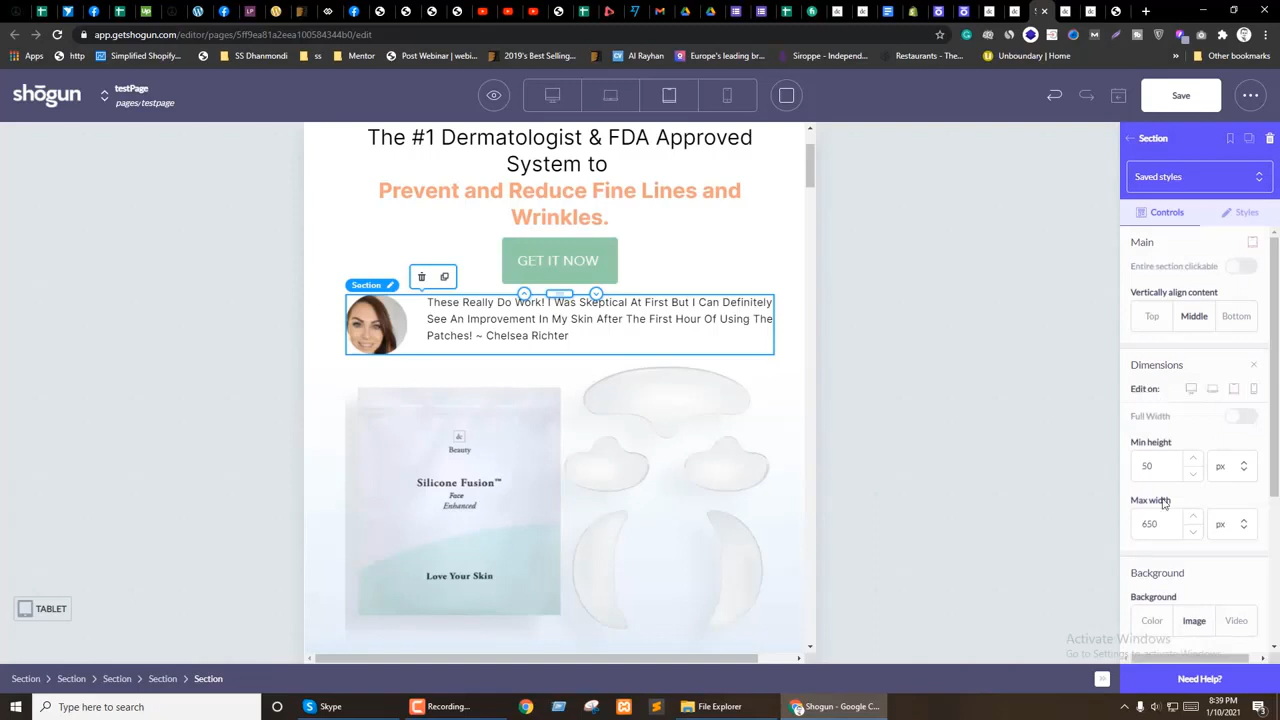 Apps
http
Simplified Shopify...
SS Dhanmondi
ss
Mentor
Post Webinar | webi...
2019's Best Selling...
Al Rayhan
Europe's leading br...
Siroppe - Independ...
Restaurants - The...
Unboundary | Home
Other bookmarks
app.getshogun.com/editor/pages/5ff9ea81a2eea100584344b0/edit
shōgun
testPage
pages/testpage
Save
The #1 Dermatologist & FDA Approved
System to
Prevent and Reduce Fine Lines and
Wrinkles.
GET IT NOW
Section
These Really Do Work! I Was Skeptical At First But I Can Definitely
See An Improvement In My Skin After The First Hour Of Using The
Patches! ~ Chelsea Richter
dc
Beauty
Silicone Fusion™
Face
Enhanced
Love Your Skin
TABLET
Section
Saved styles
Controls
Styles
Main
Entire section clickable
Vertically align content
Top
Middle
Bottom
Dimensions
Edit on:
Full Width
Min height
50
px
Max width
650
px
Background
Background
Color
Image
Video
Activate Windows
Go to Settings to activate Windows.
Section > Section > Section > Section > Section
Need Help?
Type here to search
Skype
Recording...
File Explorer
Shogun - Google C...
8:39 PM
1/10/2021